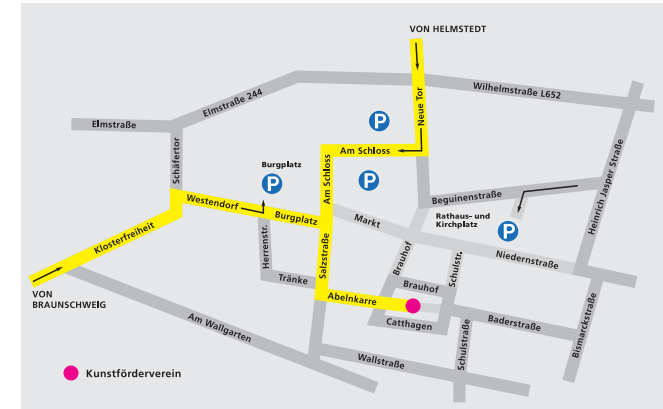 VON HELMSTEDT
Wilhelmstraße L652
Elmstraße 244
Elmstraße
Neue Tor
P
Am Schloss
Schäfertor
Burgplatz
P
P
Am Schloss
Heinrich Jasper Straße
Westendorf
Beguinenstraße
Burgplatz
Markt
Rathaus- und
Kirchplatz
P
Klosterfreiheit
Herrenstr.
Salzstraße
Brauhof
Schulstr.
Niedernstraße
Tränke
Brauhof
VON
BRAUNSCHWEIG
Abelnkarre
Catthagen
Baderstraße
Bismarckstraße
Am Wallgarten
Schulstraße
Wallstraße
Kunstförderverein